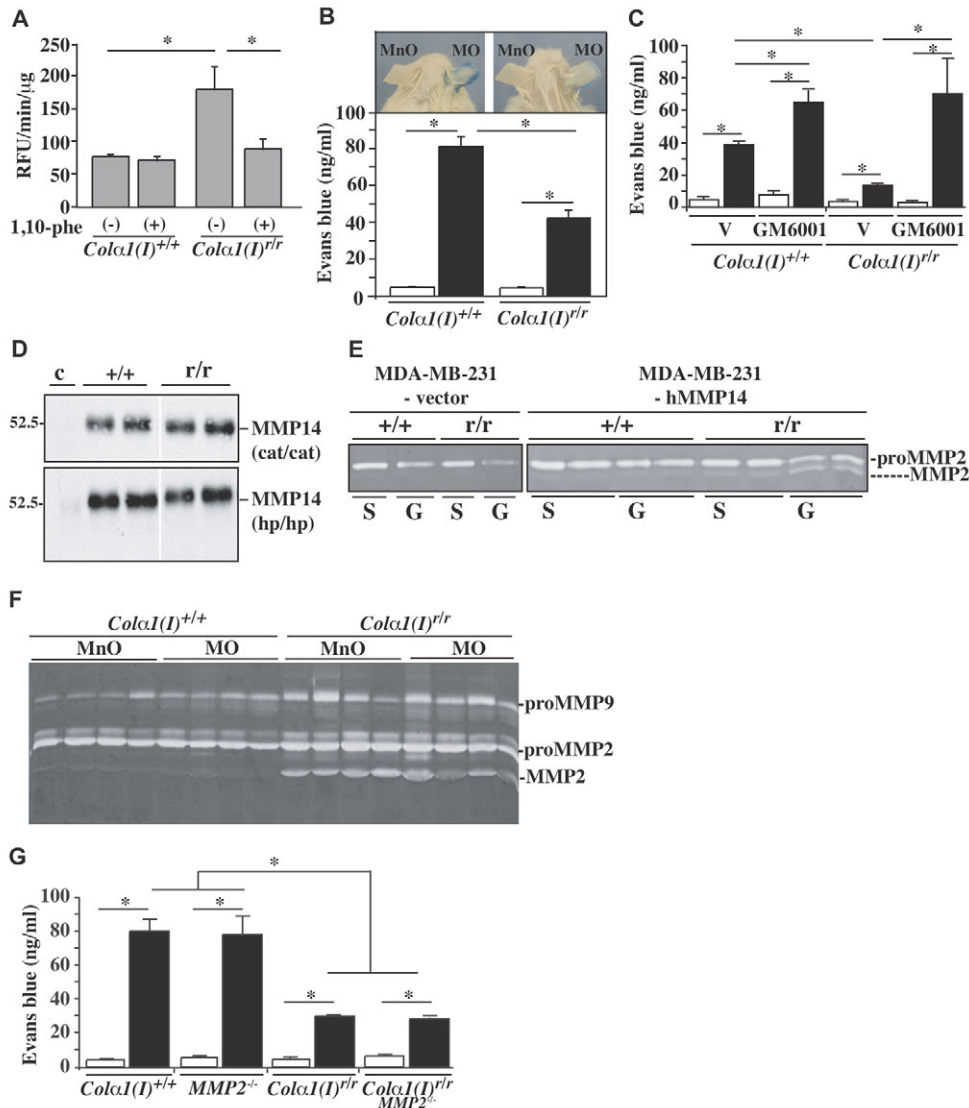 A
*
*
RFU/min/µg
250
200
150
100
50
0
1,10-phe
(-) (+) (-) (+)
Colα1(I)+/+ Colα1(I)r/r
B
MnO MO MnO MO
Evans blue (ng/ml)
100
80
60
40
20
0
* * *
Colα1(I)+/+ Colα1(I)r/r
C
Evans blue (ng/ml)
100
80
60
40
20
0
* * * * * * *
V GM6001 V GM6001
Colα1(I)+/+ Colα1(I)r/r
D
c +/+ r/r
52.5- -MMP14
(cat/cat)
52.5- -MMP14
(hp/hp)
E
MDA-MB-231
- vector
MDA-MB-231
- hMMP14
+/+ r/r +/+ r/r
-proMMP2
-----MMP2
S G S G S G S G
F
Colα1(I)+/+ Colα1(I)r/r
MnO MO MnO MO
-proMMP9
-proMMP2
-MMP2
G
Evans blue (ng/ml)
100
80
60
40
20
0
* * * * *
Colα1(I)+/+ MMP2-/- Colα1(I)r/r Colα1(I)r/r
MMP2-/-